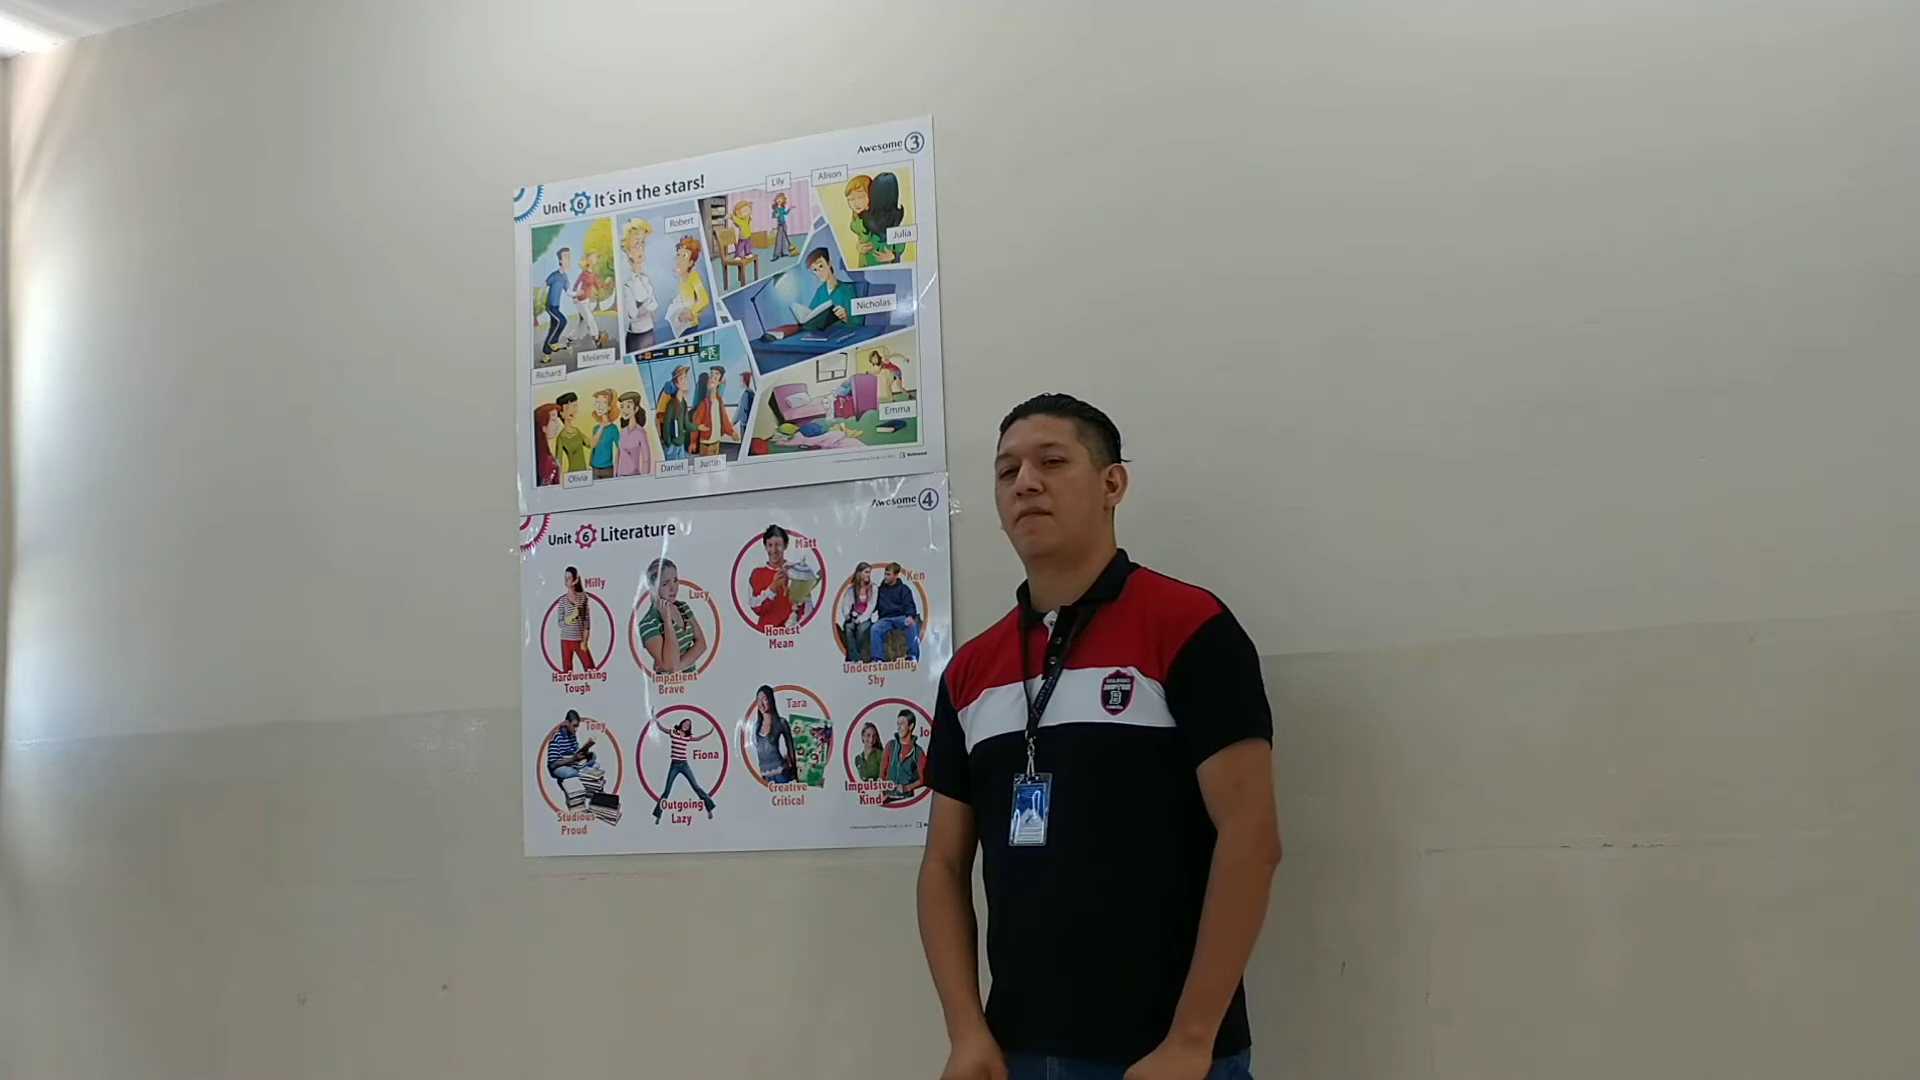 Awesome 3
Unit 6 It's in the stars!
Lily
Alison
Robert
Julia
Nicholas
Melanie
Richard
Emma
Olivia
Daniel
Justin
Richmond
Awesome 4
Unit 6 Literature
Milly
Hardworking
Tough
Lucy
Impatient
Brave
Matt
Honest
Mean
Ken
Understanding
Shy
Tony
Studious
Proud
Fiona
Outgoing
Lazy
Tara
Creative
Critical
Impulsive
Kind
B